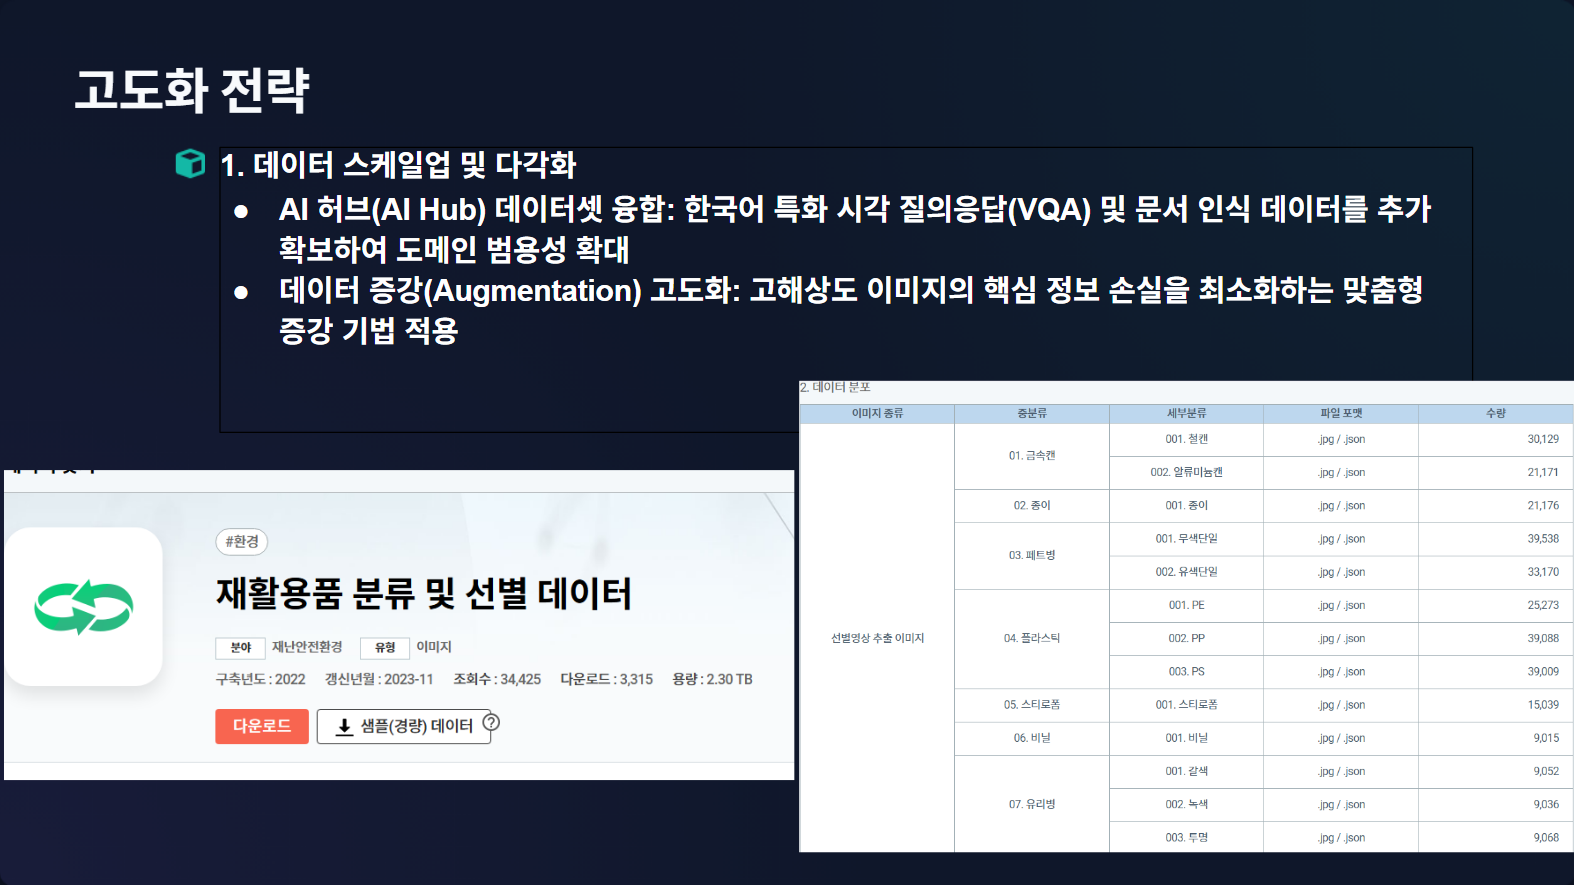 고도화 전략
1. 데이터 스케일업 및 다각화
● AI 허브(AI Hub) 데이터셋 융합: 한국어 특화 시각 질의응답(VQA) 및 문서 인식 데이터를 추가
확보하여 도메인 범용성 확대
● 데이터 증강(Augmentation) 고도화: 고해상도 이미지의 핵심 정보 손실을 최소화하는 맞춤형
증강 기법 적용
#환경
재활용품 분류 및 선별 데이터
분야 재난안전환경 유형 이미지
구축년도 : 2022 갱신년월 : 2023-11 조회수 : 34,425 다운로드 : 3,315 용량 : 2.30 TB
다운로드 샘플(경량) 데이터 ?
2. 데이터 분포
이미지 종류 중분류 세부분류 파일 포맷 수량
선별영상 추출 이미지
01. 금속캔
001. 철캔 .jpg / .json 30,129
002. 알류미늄캔 .jpg / .json 21,171
02. 종이 001. 종이 .jpg / .json 21,176
03. 페트병
001. 무색단일 .jpg / .json 39,538
002. 유색단일 .jpg / .json 33,170
04. 플라스틱
001. PE .jpg / .json 25,273
002. PP .jpg / .json 39,088
003. PS .jpg / .json 39,009
05. 스티로폼 001. 스티로폼 .jpg / .json 15,039
06. 비닐 001. 비닐 .jpg / .json 9,015
07. 유리병
001. 갈색 .jpg / .json 9,052
002. 녹색 .jpg / .json 9,036
003. 투명 .jpg / .json 9,068